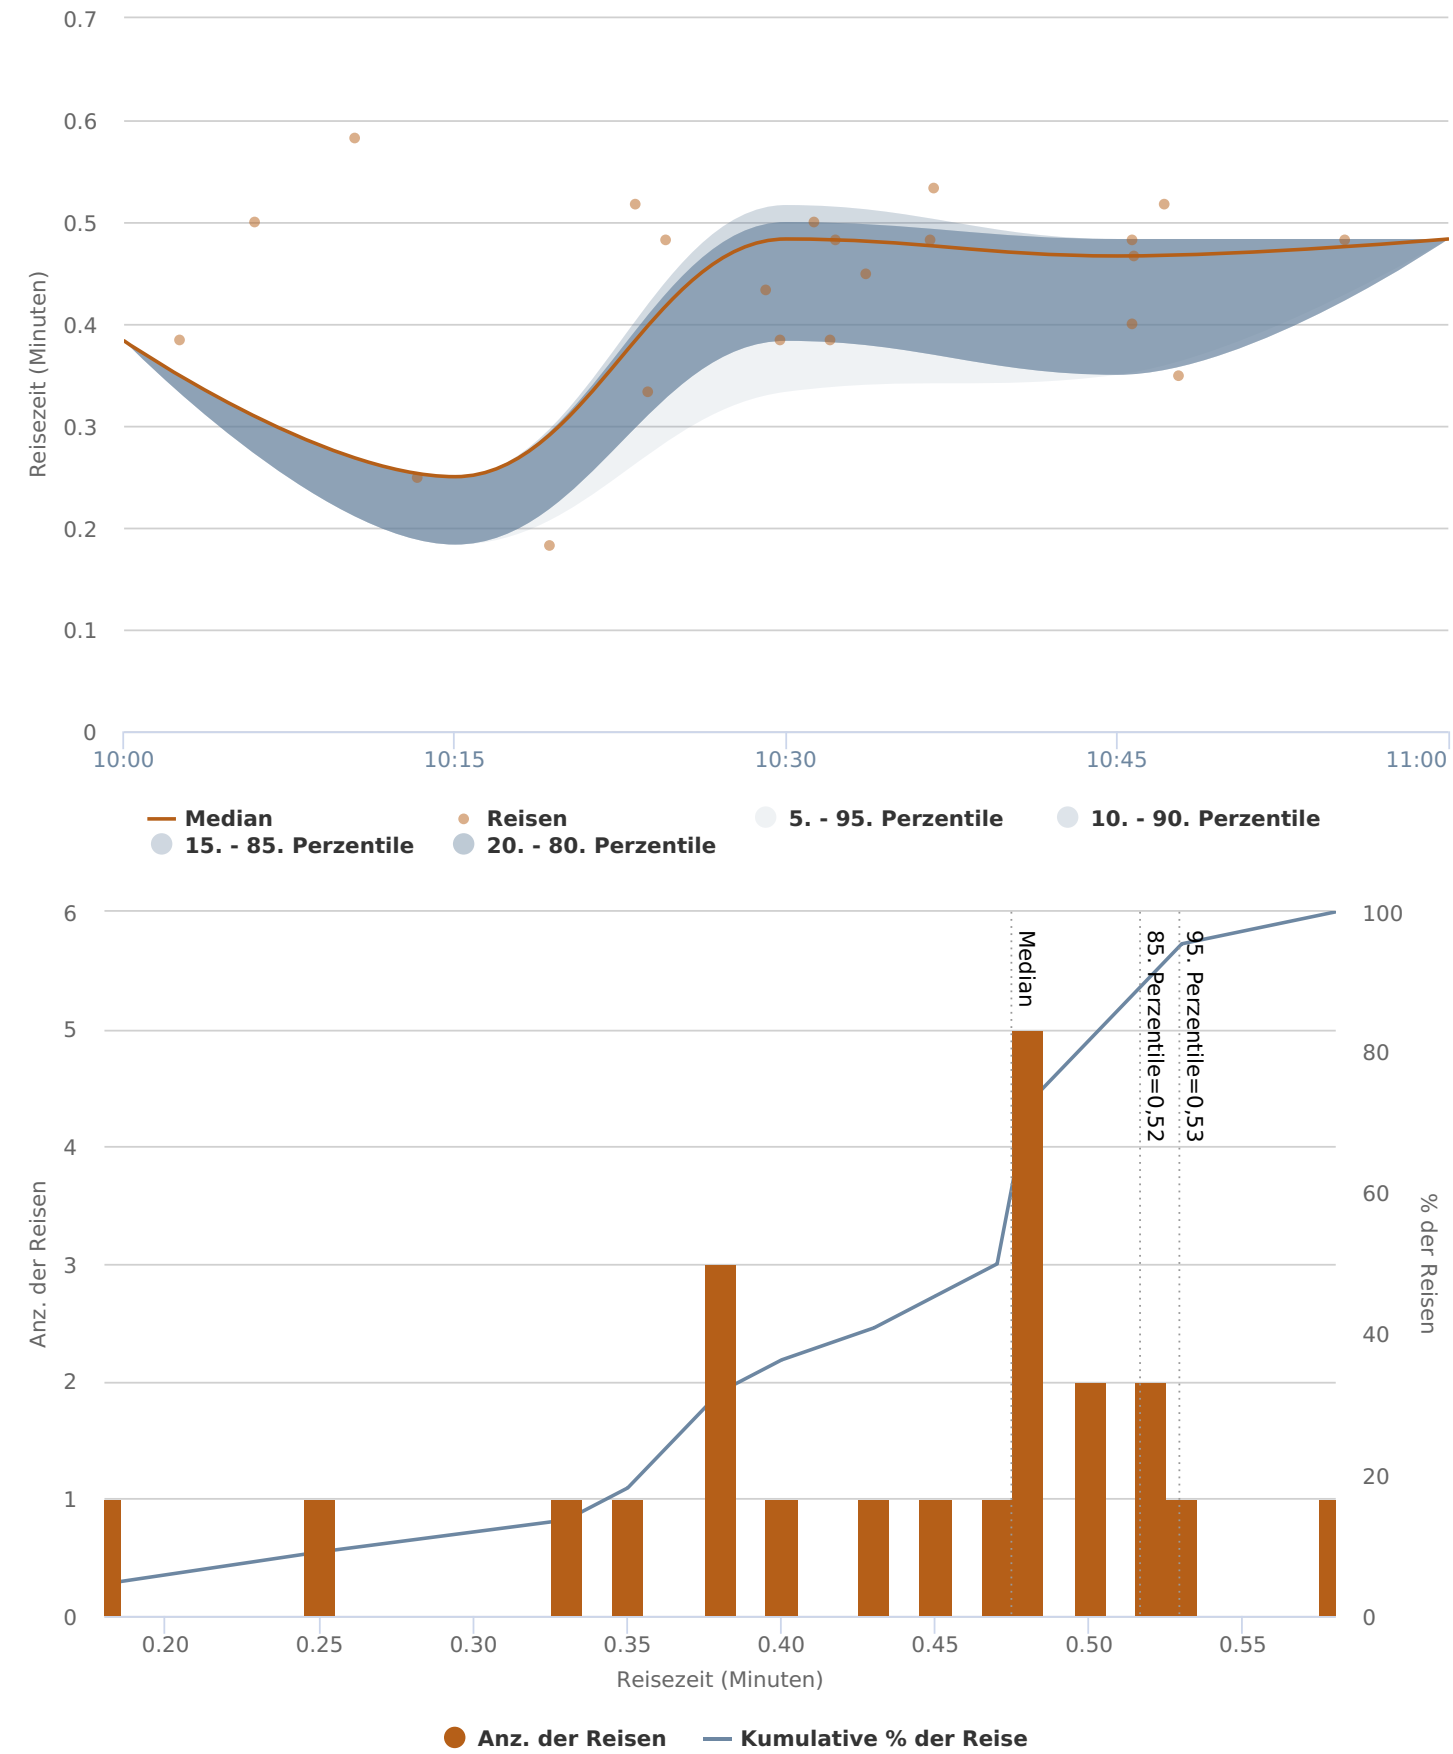 0.7
0.6
0.5
0.4
0.3
0.2
0.1
0
Reisezeit (Minuten)
10:00 10:15 10:30 10:45 11:00
Median Reisen 5. - 95. Perzentile 10. - 90. Perzentile
15. - 85. Perzentile 20. - 80. Perzentile
6
5
4
3
2
1
0
Anz. der Reisen
Median
85. Perzentile=0,52
95. Perzentile=0,53
100
80
60
40
20
0
% der Reisen
0.20 0.25 0.30 0.35 0.40 0.45 0.50 0.55
Reisezeit (Minuten)
Anz. der Reisen Kumulative % der Reise